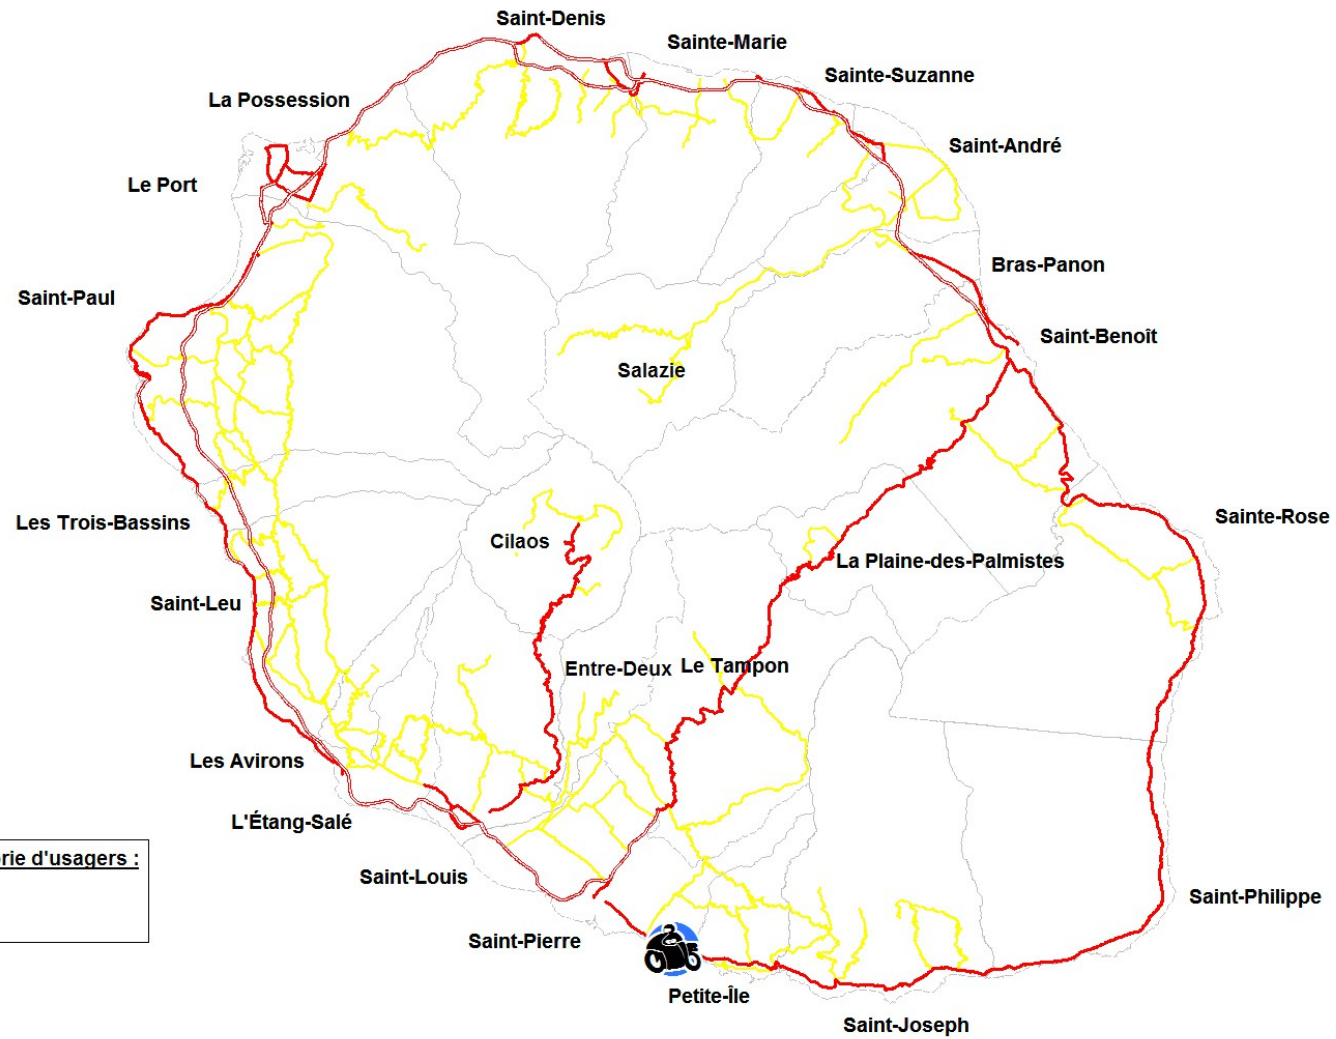 Saint-Denis
Sainte-Marie
Sainte-Suzanne
La Possession
Saint-André
Le Port
Bras-Panon
Saint-Paul
Saint-Benoît
Salazie
Les Trois-Bassins
Sainte-Rose
Cilaos
La Plaine-des-Palmistes
Saint-Leu
Entre-Deux
Le Tampon
Les Avirons
L'Étang-Salé
d'usagers :
Saint-Louis
Saint-Philippe
Saint-Pierre
Petite-Île
Saint-Joseph